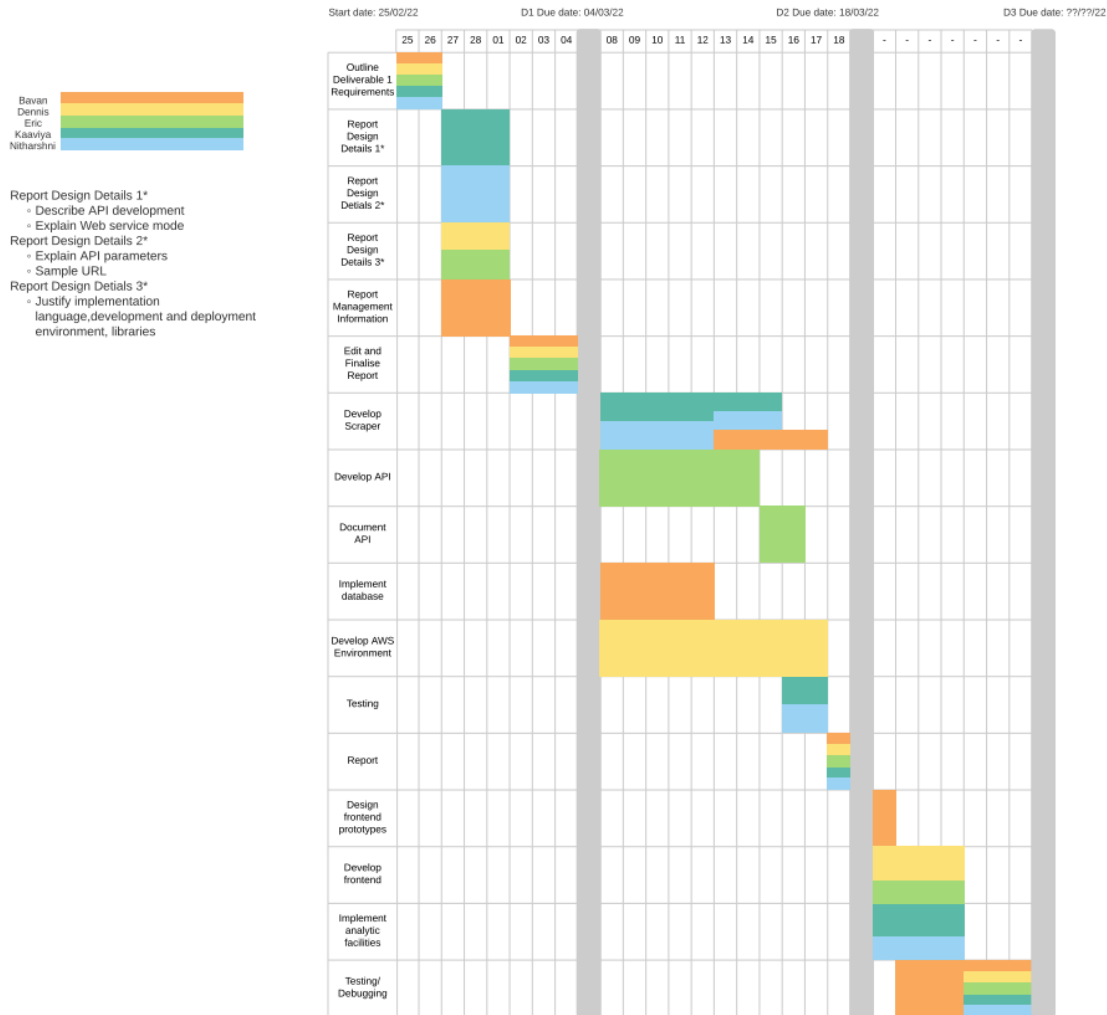 Start date: 25/02/22 D1 Due date: 04/03/22 D2 Due date: 18/03/22 D3 Due date: ??/??/22
25 26 27 28 01 02 03 04 08 09 10 11 12 13 14 15 16 17 18 - - - - - - -
Bavan
Dennis
Eric
Kaaviya
Nitharshni
Report Design Details 1*
◦ Describe API development
◦ Explain Web service mode
Report Design Details 2*
◦ Explain API parameters
◦ Sample URL
Report Design Detials 3*
◦ Justify implementation
language,development and deployment
environment, libraries
Outline
Deliverable 1
Requirements
Report
Design
Details 1*
Report
Design
Detials 2*
Report
Design
Details 3*
Report
Management
Information
Edit and
Finalise
Report
Develop
Scraper
Develop API
Document
API
Implement
database
Develop AWS
Environment
Testing
Report
Design
frontend
prototypes
Develop
frontend
Implement
analytic
facilities
Testing/
Debugging